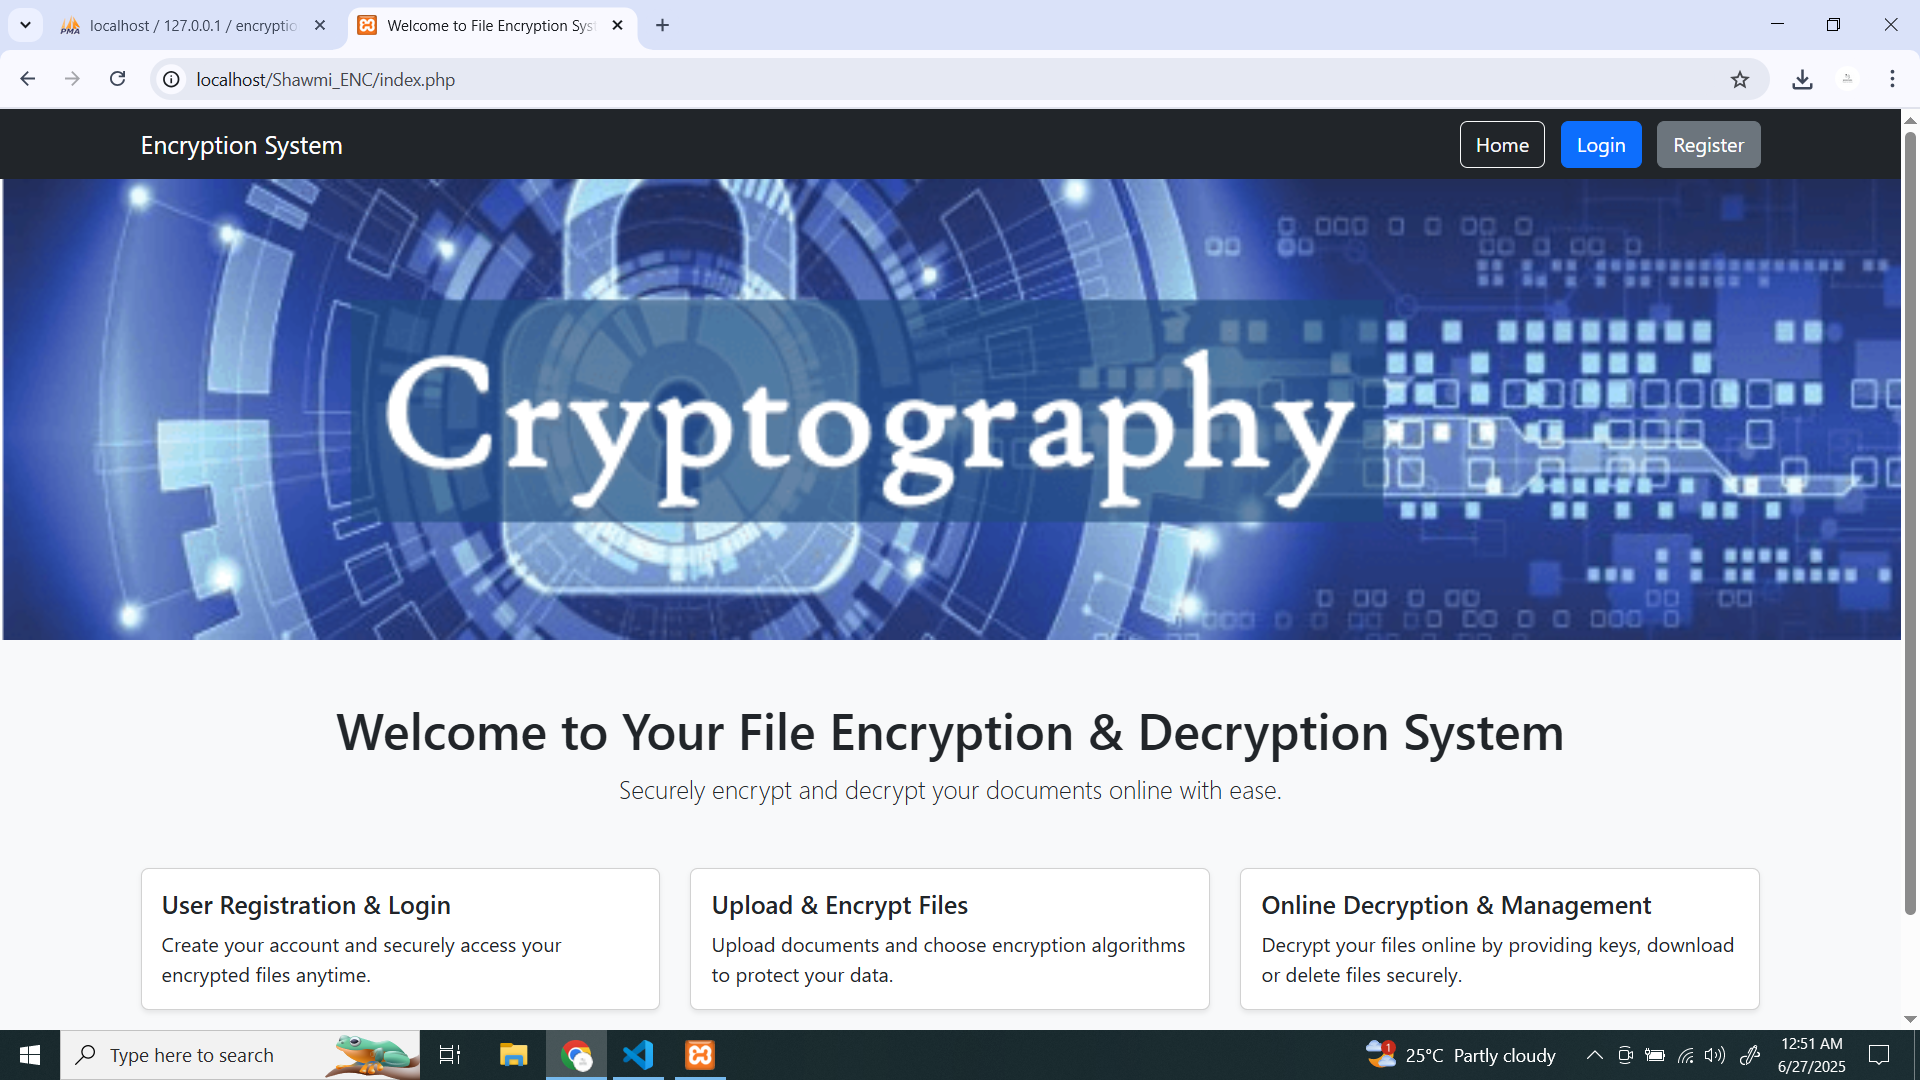 localhost / 127.0.0.1 / encryptio
Welcome to File Encryption Sys
localhost/Shawmi_ENC/index.php
Encryption System
Home
Login
Register
Cryptography
Welcome to Your File Encryption & Decryption System
Securely encrypt and decrypt your documents online with ease.
User Registration & Login
Create your account and securely access your
encrypted files anytime.
Upload & Encrypt Files
Upload documents and choose encryption algorithms
to protect your data.
Online Decryption & Management
Decrypt your files online by providing keys, download
or delete files securely.
Type here to search
1
25°C Partly cloudy
12:51 AM
6/27/2025